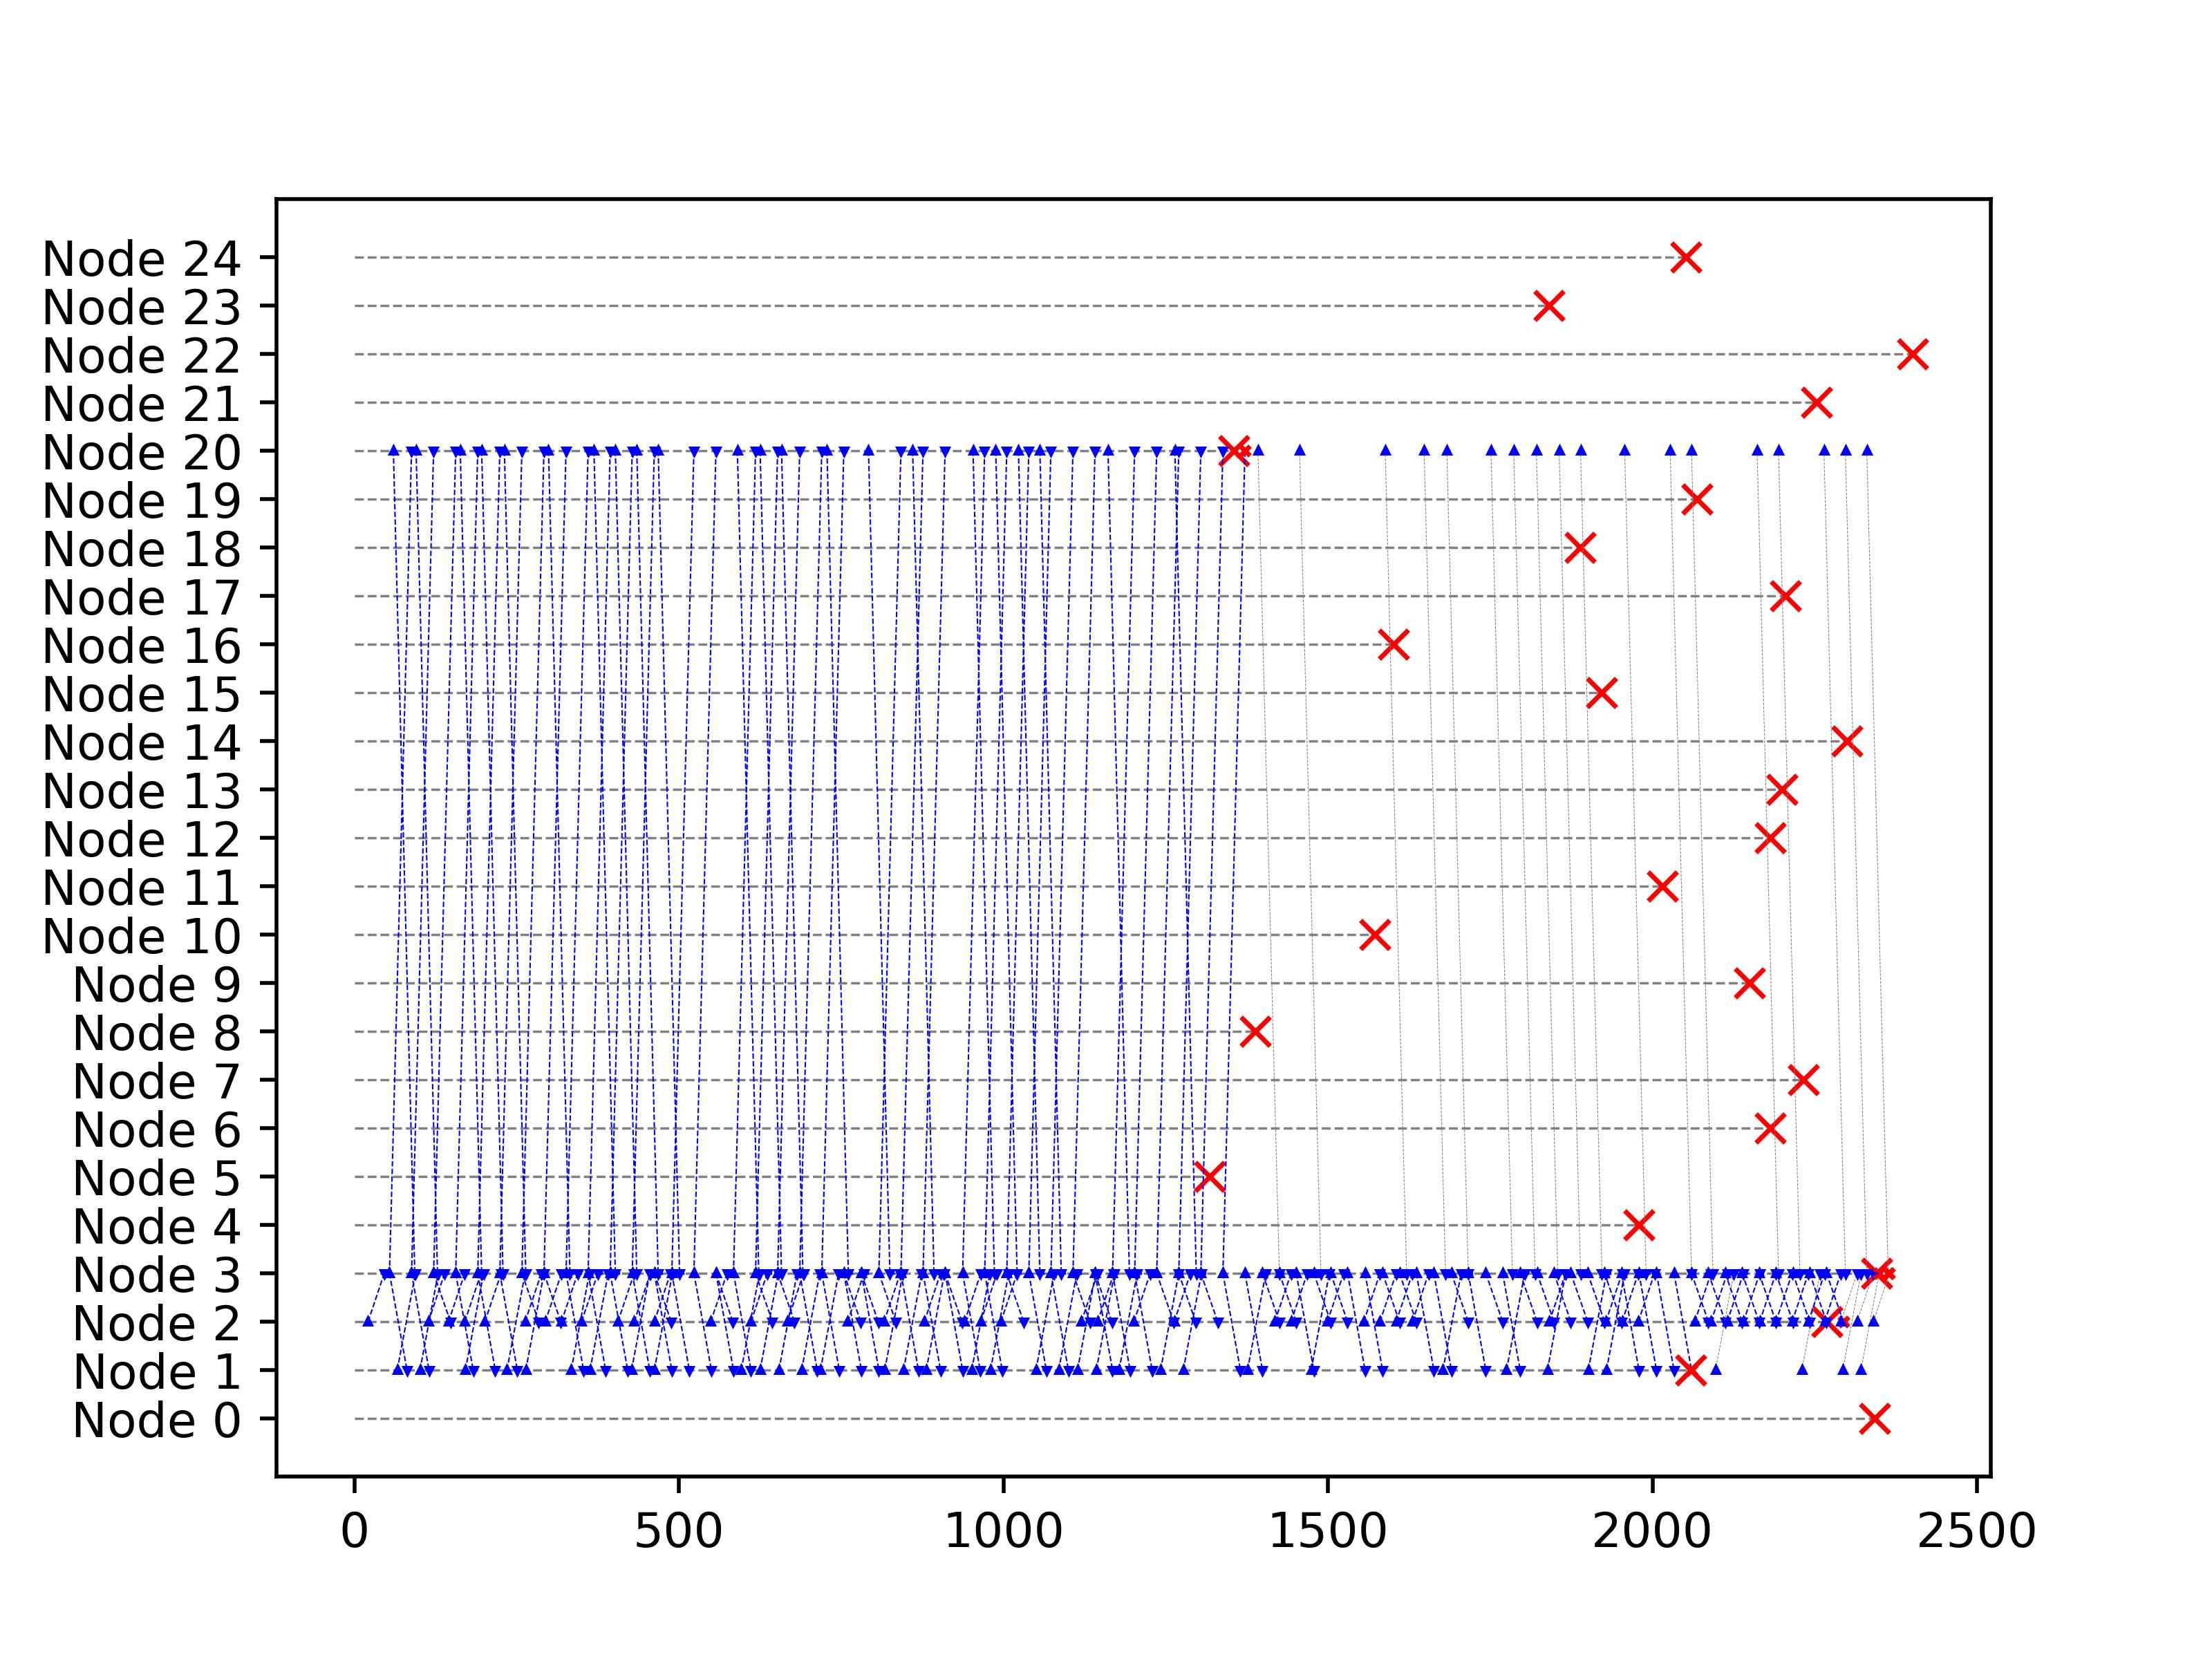 Node 24
Node 23
Node 22
Node 21
Node 20
Node 19
Node 18
Node 17
Node 16
Node 15
Node 14
Node 13
Node 12
Node 11
Node 10
Node 9
Node 8
Node 7
Node 6
Node 5
Node 4
Node 3
Node 2
Node 1
Node 0
0 500 1000 1500 2000 2500